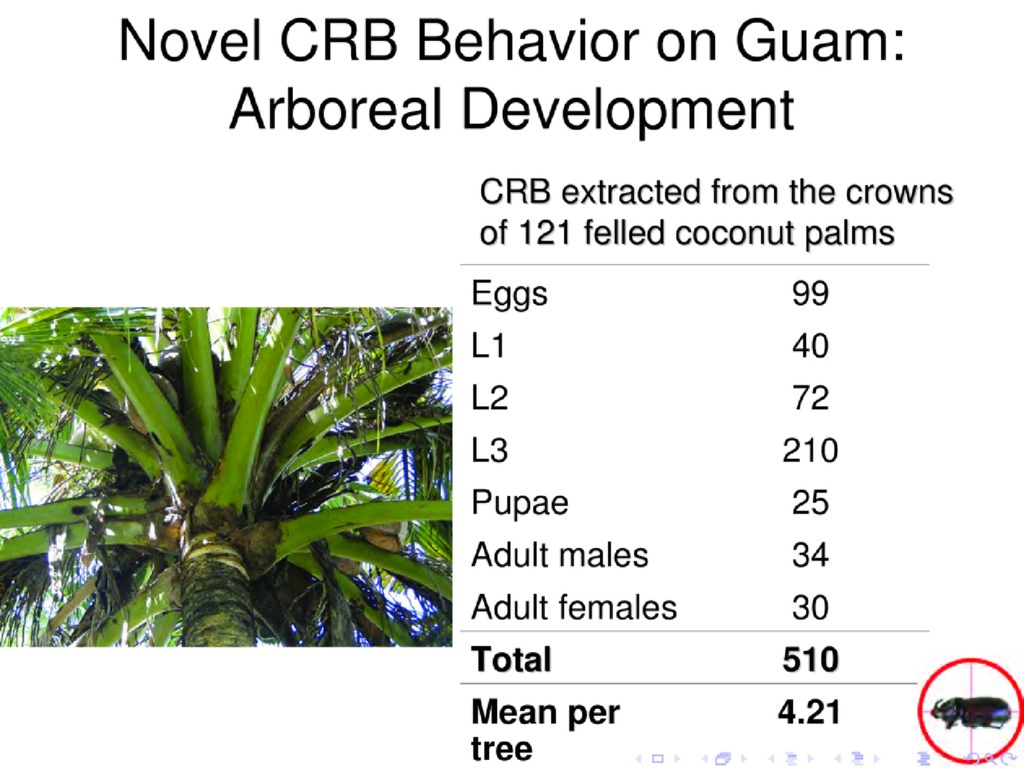 Novel CRB Behavior on Guam:
Arboreal Development
CRB extracted from the crowns
of 121 felled coconut palms
Eggs 99
L1 40
L2 72
L3 210
Pupae 25
Adult males 34
Adult females 30
Total 510
Mean per 4.21
tree